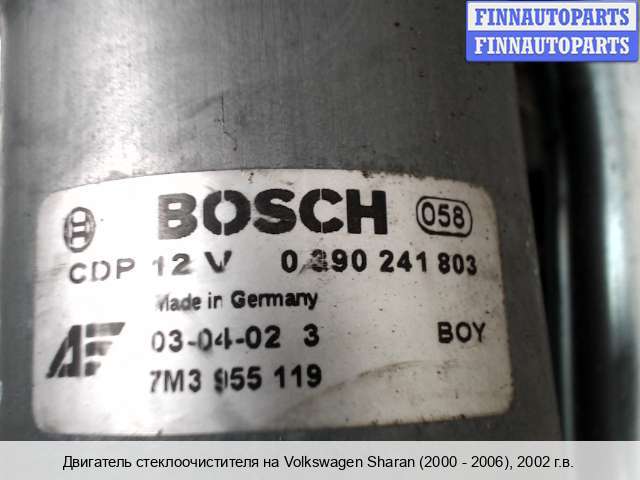 FINNAUTOPARTS
FINNAUTOPARTS
BOSCH 058
CDP 12 V 0 390 241 803
Made in Germany
03-04-02 3 BOY
7M3 955 119
Двигатель стеклоочистителя на Volkswagen Sharan (2000 - 2006), 2002 г.в.